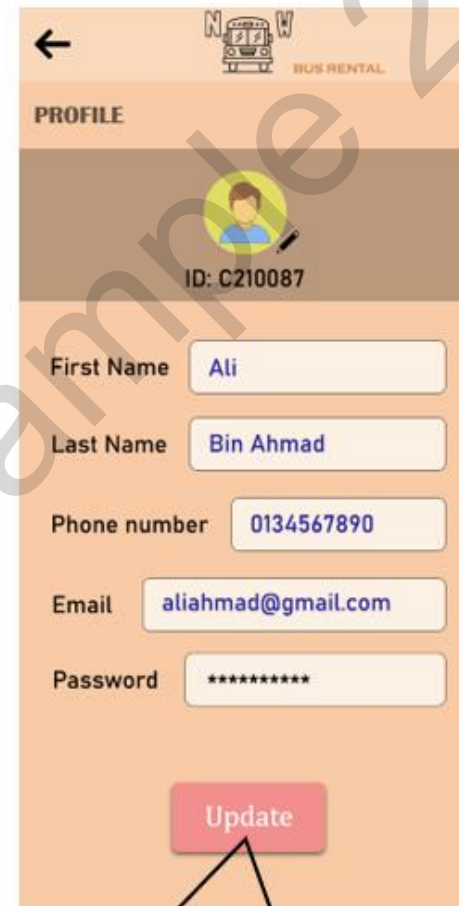 N W
BUS RENTAL
PROFILE
ID: C210087
First Name Ali
Last Name Bin Ahmad
Phone number 0134567890
Email aliahmad@gmail.com
Password **********
Update